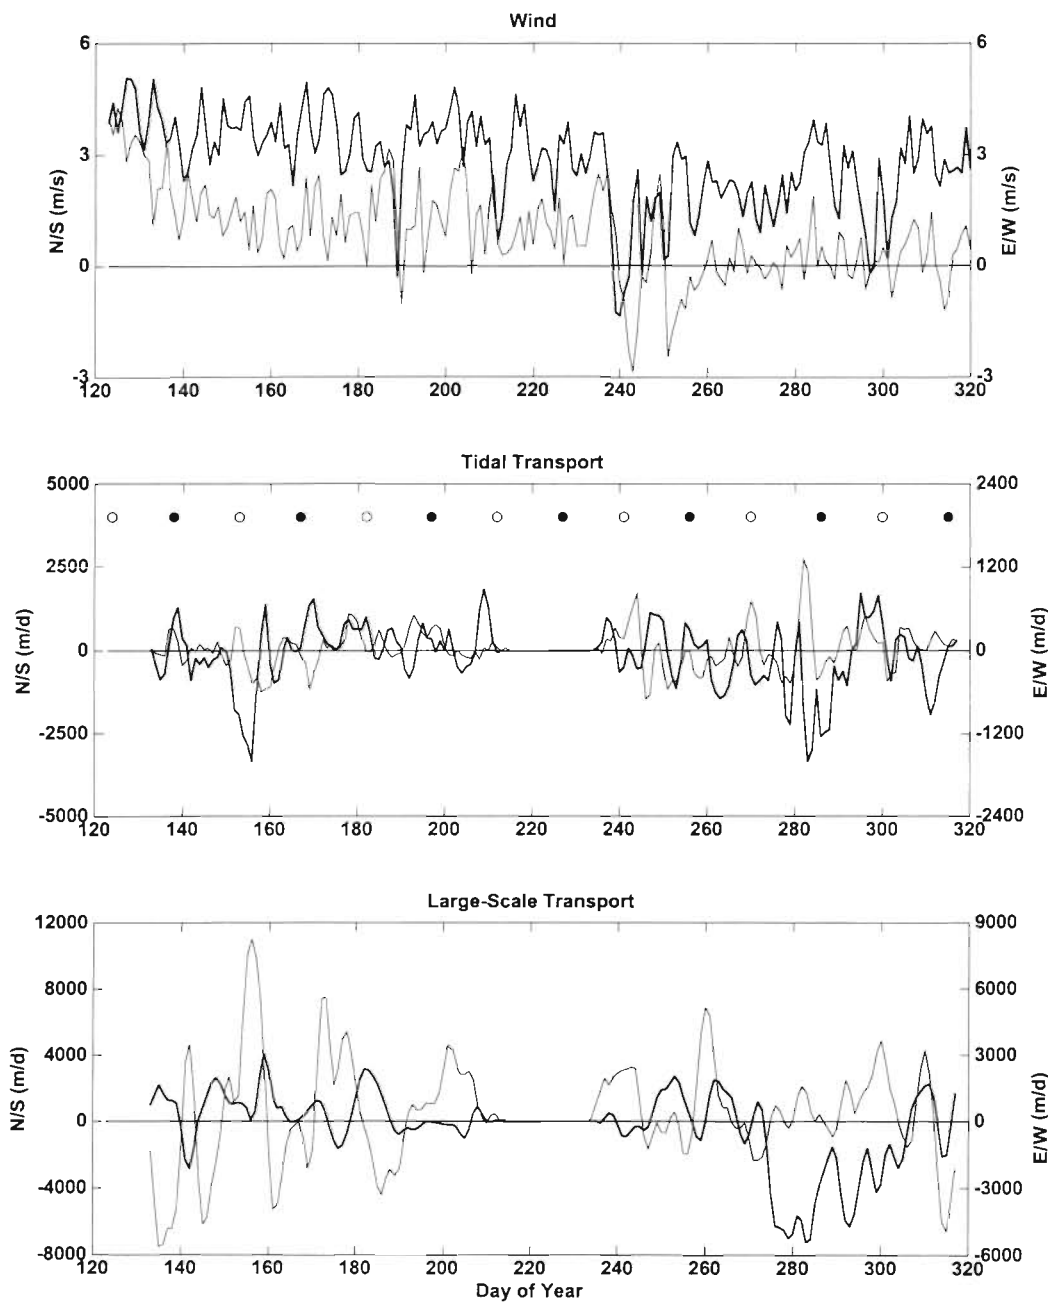 Wind
6 6
3 3
0 0
-3 -3
N/S (m/s)
E/W (m/s)
120 140 160 180 200 220 240 260 280 300 320
Tidal Transport
5000 2400
2500 1200
0 0
-2500 -1200
-5000 -2400
N/S (m/d)
E/W (m/d)
120 140 160 180 200 220 240 260 280 300 320
Large-Scale Transport
12000 9000
8000 6000
4000 3000
0 0
-4000 -3000
-8000 -6000
N/S (m/d)
E/W (m/d)
120 140 160 180 200 220 240 260 280 300 320
Day of Year